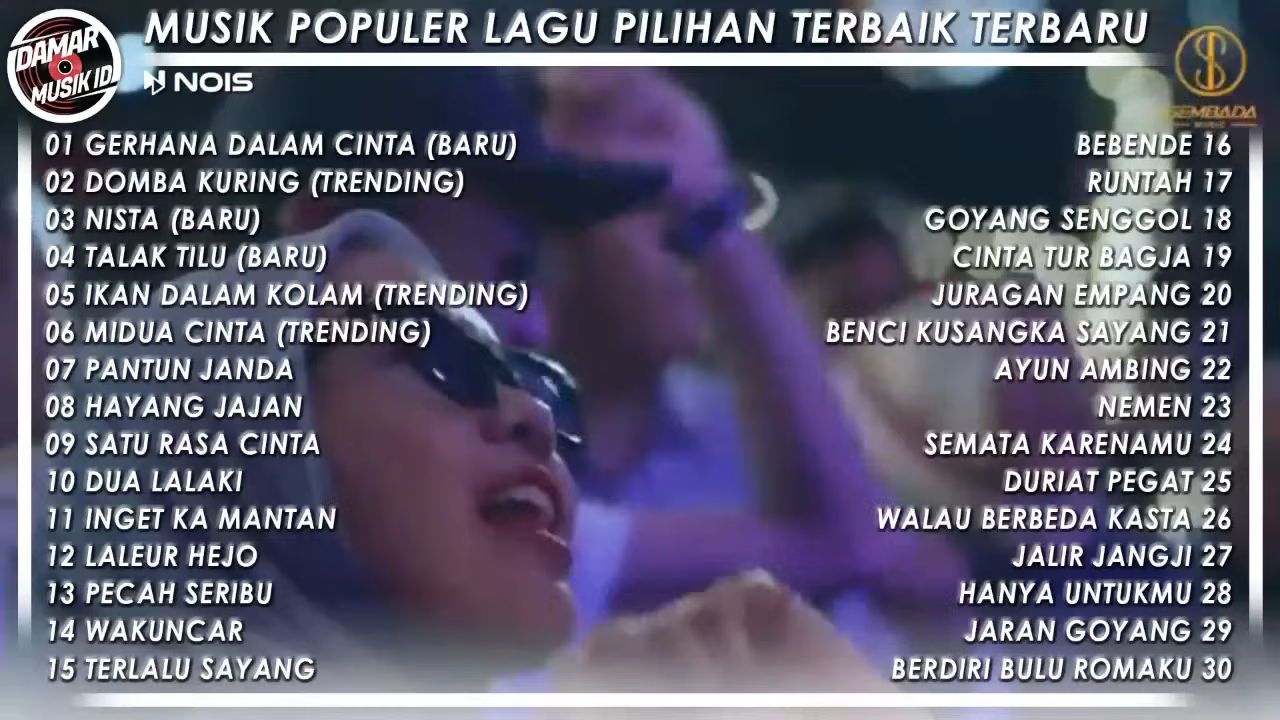 MUSIK POPULER LAGU PILIHAN TERBAIK TERBARU
DAMAR
MUSIK ID
NOIS
S
SEMBADA
MUSIC
01 GERHANA DALAM CINTA (BARU)
02 DOMBA KURING (TRENDING)
03 NISTA (BARU)
04 TALAK TILU (BARU)
05 IKAN DALAM KOLAM (TRENDING)
06 MIDUA CINTA (TRENDING)
07 PANTUN JANDA
08 HAYANG JAJAN
09 SATU RASA CINTA
10 DUA LALAKI
11 INGET KA MANTAN
12 LALEUR HEJO
13 PECAH SERIBU
14 WAKUNCAR
15 TERLALU SAYANG
BEBENDE 16
RUNTAH 17
GOYANG SENGGOL 18
CINTA TUR BAGJA 19
JURAGAN EMPANG 20
BENCI KUSANGKA SAYANG 21
AYUN AMBING 22
NEMEN 23
SEMATA KARENAMU 24
DURIAT PEGAT 25
WALAU BERBEDA KASTA 26
JALIR JANGJI 27
HANYA UNTUKMU 28
JARAN GOYANG 29
BERDIRI BULU ROMAKU 30